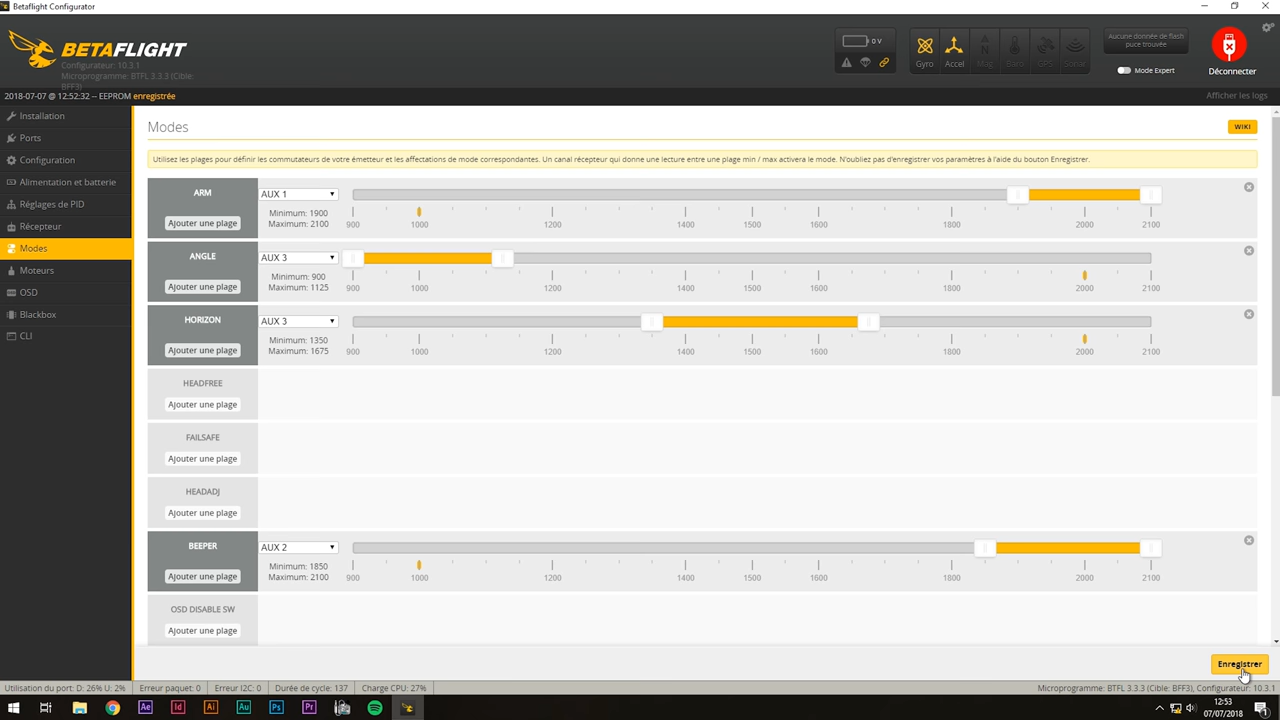 Betaflight Configurator
BETAFLIGHT
Configurateur: 10.3.1
Microprogramme: BTFL 3.3.3 (Cible:
BFF3)
0 V
Gyro
Accel
Mag
Baro
GPS
Sonar
Aucune donnée de flash
puce trouvée
Mode Expert
Déconnecter
2018-07-07 @ 12:52:32 -- EEPROM enregistrée
Afficher les logs
Installation
Ports
Configuration
Alimentation et batterie
Réglages de PID
Récepteur
Modes
Moteurs
OSD
Blackbox
CLI
Modes
WIKI
Utilisez les plages pour définir les commutateurs de votre émetteur et les affectations de mode correspondantes. Un canal récepteur qui donne une lecture entre une plage min / max activera le mode. N'oubliez pas d'enregistrer vos paramètres à l'aide du bouton Enregistrer.
ARM
Ajouter une plage
AUX 1
Minimum: 1900
Maximum: 2100
900 1000 1200 1400 1500 1600 1800 2000 2100
ANGLE
Ajouter une plage
AUX 3
Minimum: 900
Maximum: 1125
900 1000 1200 1400 1500 1600 1800 2000 2100
HORIZON
Ajouter une plage
AUX 3
Minimum: 1350
Maximum: 1675
900 1000 1200 1400 1500 1600 1800 2000 2100
HEADFREE
Ajouter une plage
FAILSAFE
Ajouter une plage
HEADADJ
Ajouter une plage
BEEPER
Ajouter une plage
AUX 2
Minimum: 1850
Maximum: 2100
900 1000 1200 1400 1500 1600 1800 2000 2100
OSD DISABLE SW
Ajouter une plage
Enregistrer
Utilisation du port: D: 26% U: 2% Erreur paquet: 0 Erreur I2C: 0 Durée de cycle: 137 Charge CPU: 27%
Microprogramme: BTFL 3.3.3 (Cible: BFF3), Configurateur: 10.3.1
Ae Id Ai Au Ps Pr
12:53
07/07/2018
1